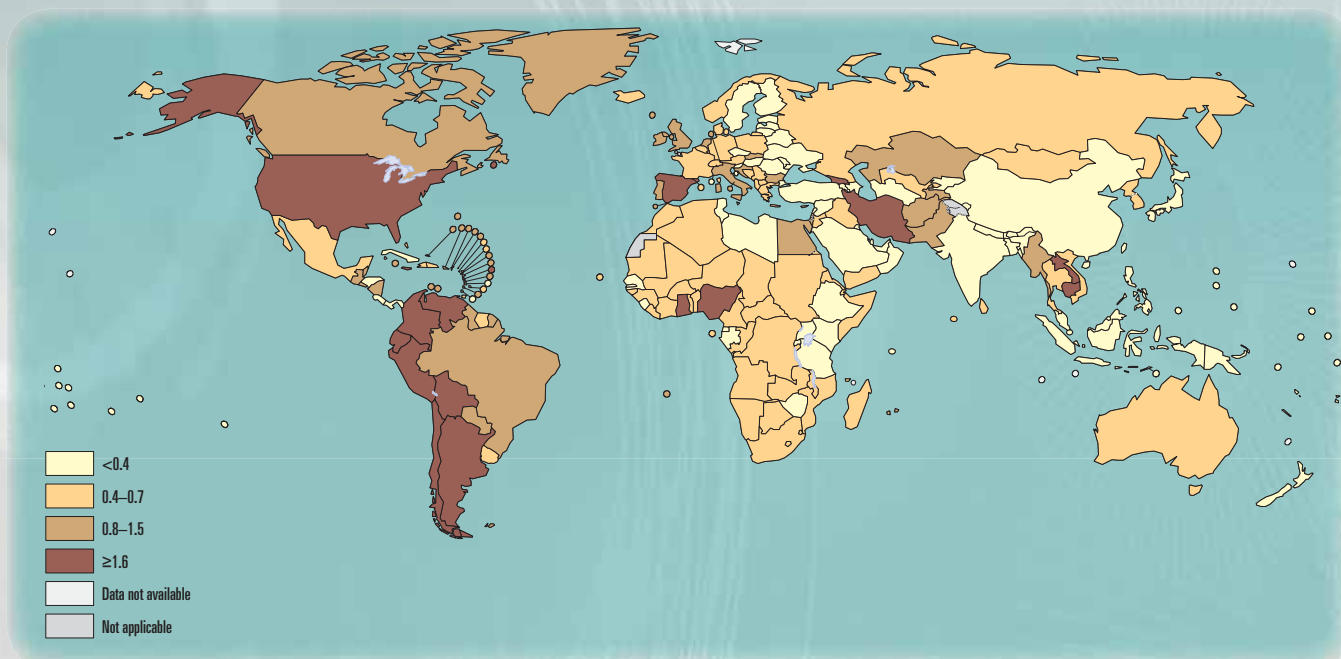 <0.4
0.4–0.7
0.8–1.5
≥1.6
Data not available
Not applicable